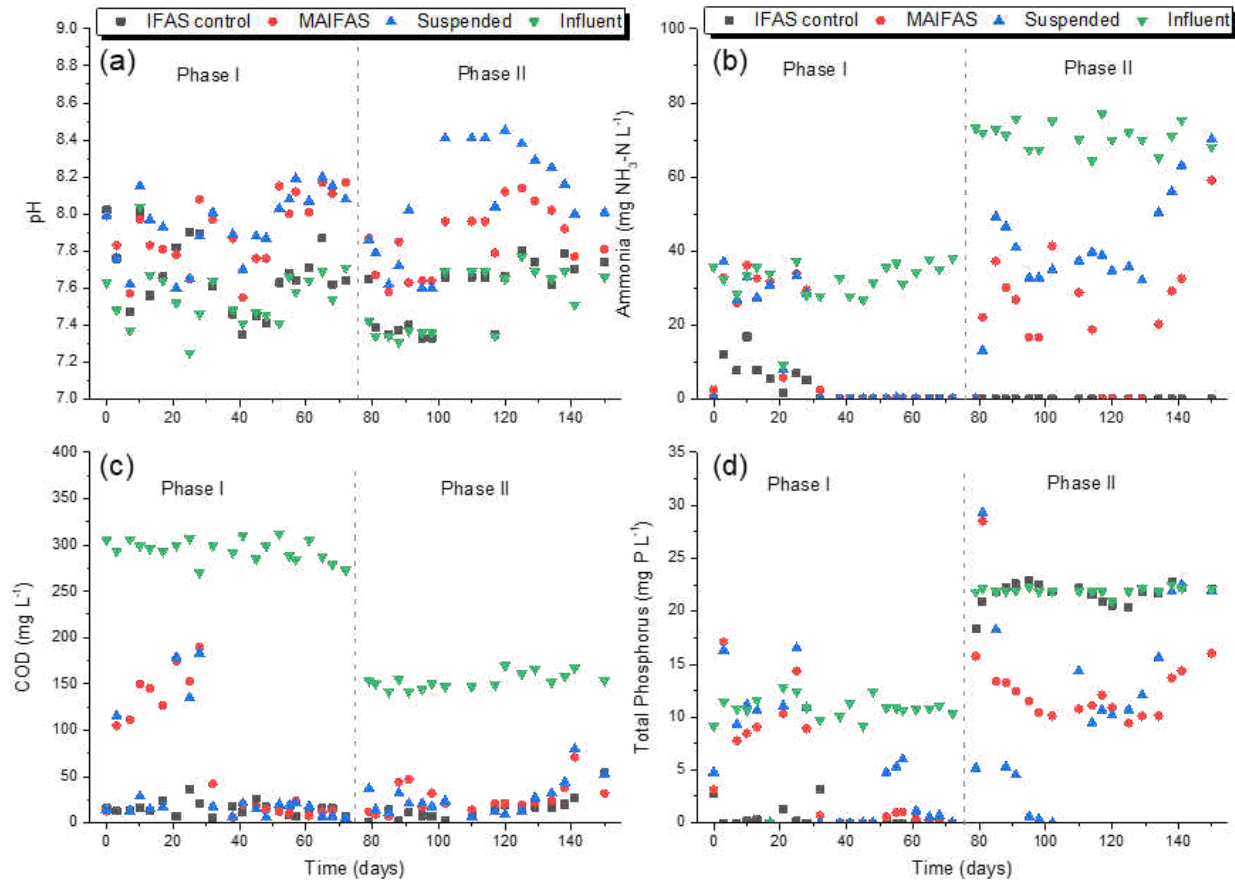 IFAS control MAIFAS Suspended Influent
IFAS control MAIFAS Suspended Influent
(a)
Phase I
Phase II
pH
9.0
8.8
8.6
8.4
8.2
8.0
7.8
7.6
7.4
7.2
7.0
0 20 40 60 80 100 120 140
(b)
Phase I
Phase II
Ammonia (mg NH3-N L-1)
100
80
60
40
20
0
0 20 40 60 80 100 120 140
(c)
Phase I
Phase II
COD (mg L-1)
400
350
300
250
200
150
100
50
0
0 20 40 60 80 100 120 140
Time (days)
(d)
Phase I
Phase II
Total Phosphorus (mg P L-1)
35
30
25
20
15
10
5
0
0 20 40 60 80 100 120 140
Time (days)